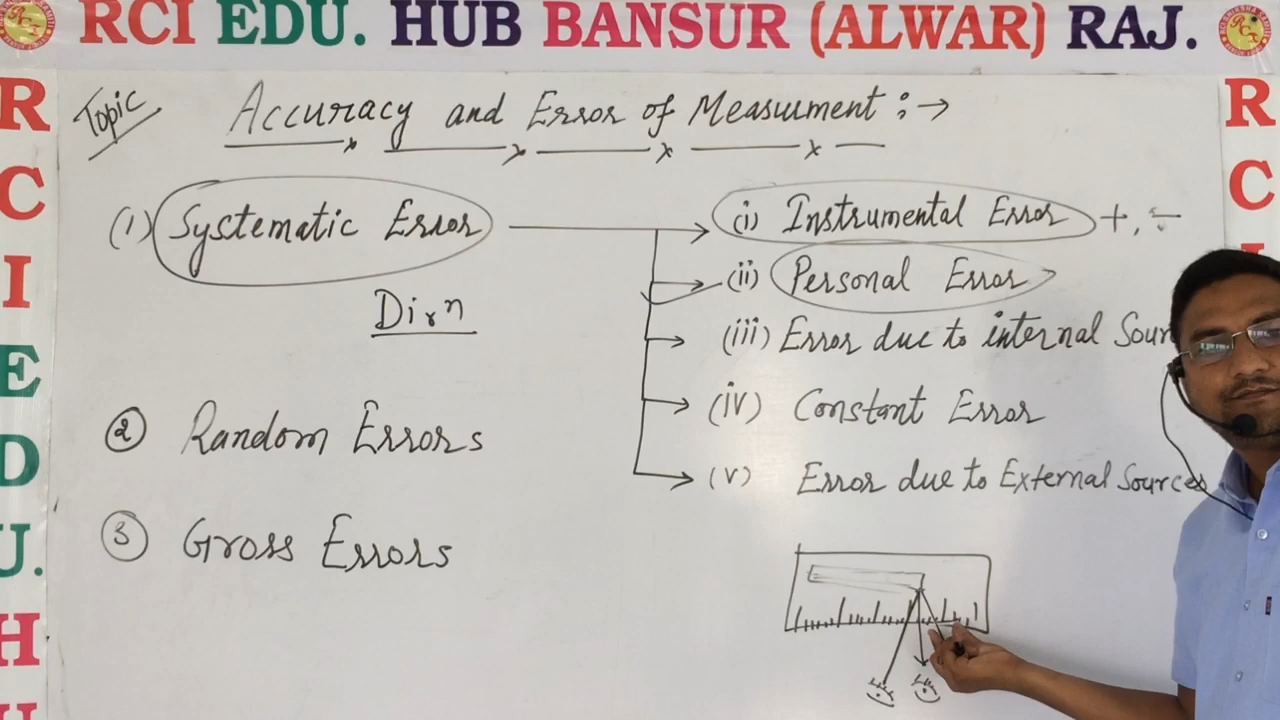 RCI EDU. HUB BANSUR (ALWAR) RAJ.
Topic
Accuracy and Error of Measurment :→
(1) Systematic Error
(i) Instrumental Error +, -
(ii) Personal Error
Dirn
(iii) Error due to internal Sour
(iv) Constant Error
② Random Errors
(v) Error due to External Sources
③ Gross Errors
R
C
I
E
D
U.
H
U
R
C
I